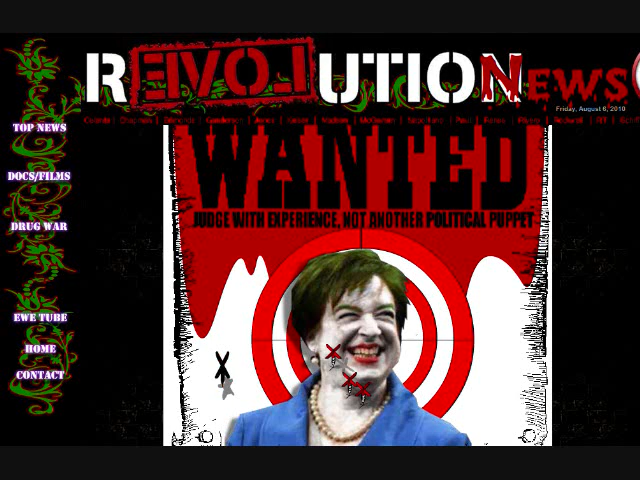 REVOLUTION NEWS
Friday, August 6, 2010
WANTED
JUDGE WITH EXPERIENCE, NOT ANOTHER POLITICAL PUPPET
TOP NEWS
DOCS/FILMS
DRUG WAR
EWE TUBE
HOME
CONTACT